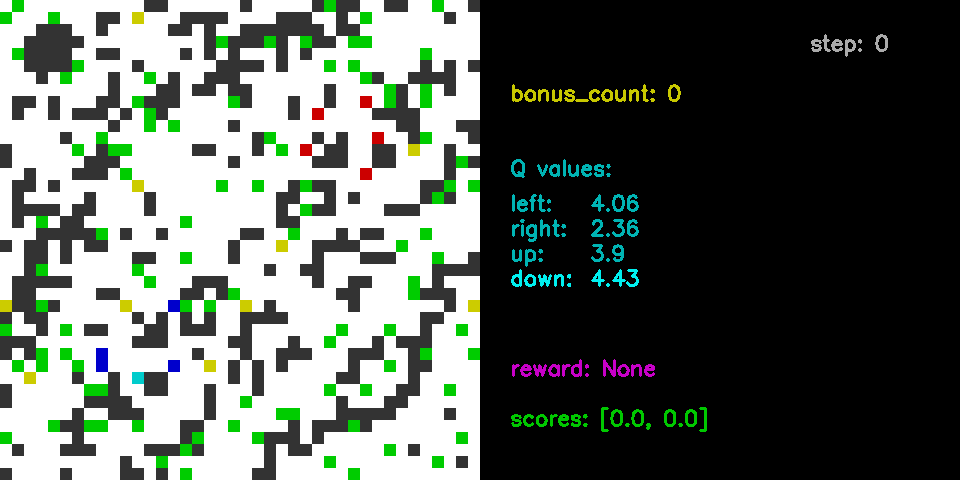 step: 0
bonus_count: 0
Q values:
left: 4.06
right: 2.36
up: 3.9
down: 4.43
reward: None
scores: [0.0, 0.0]